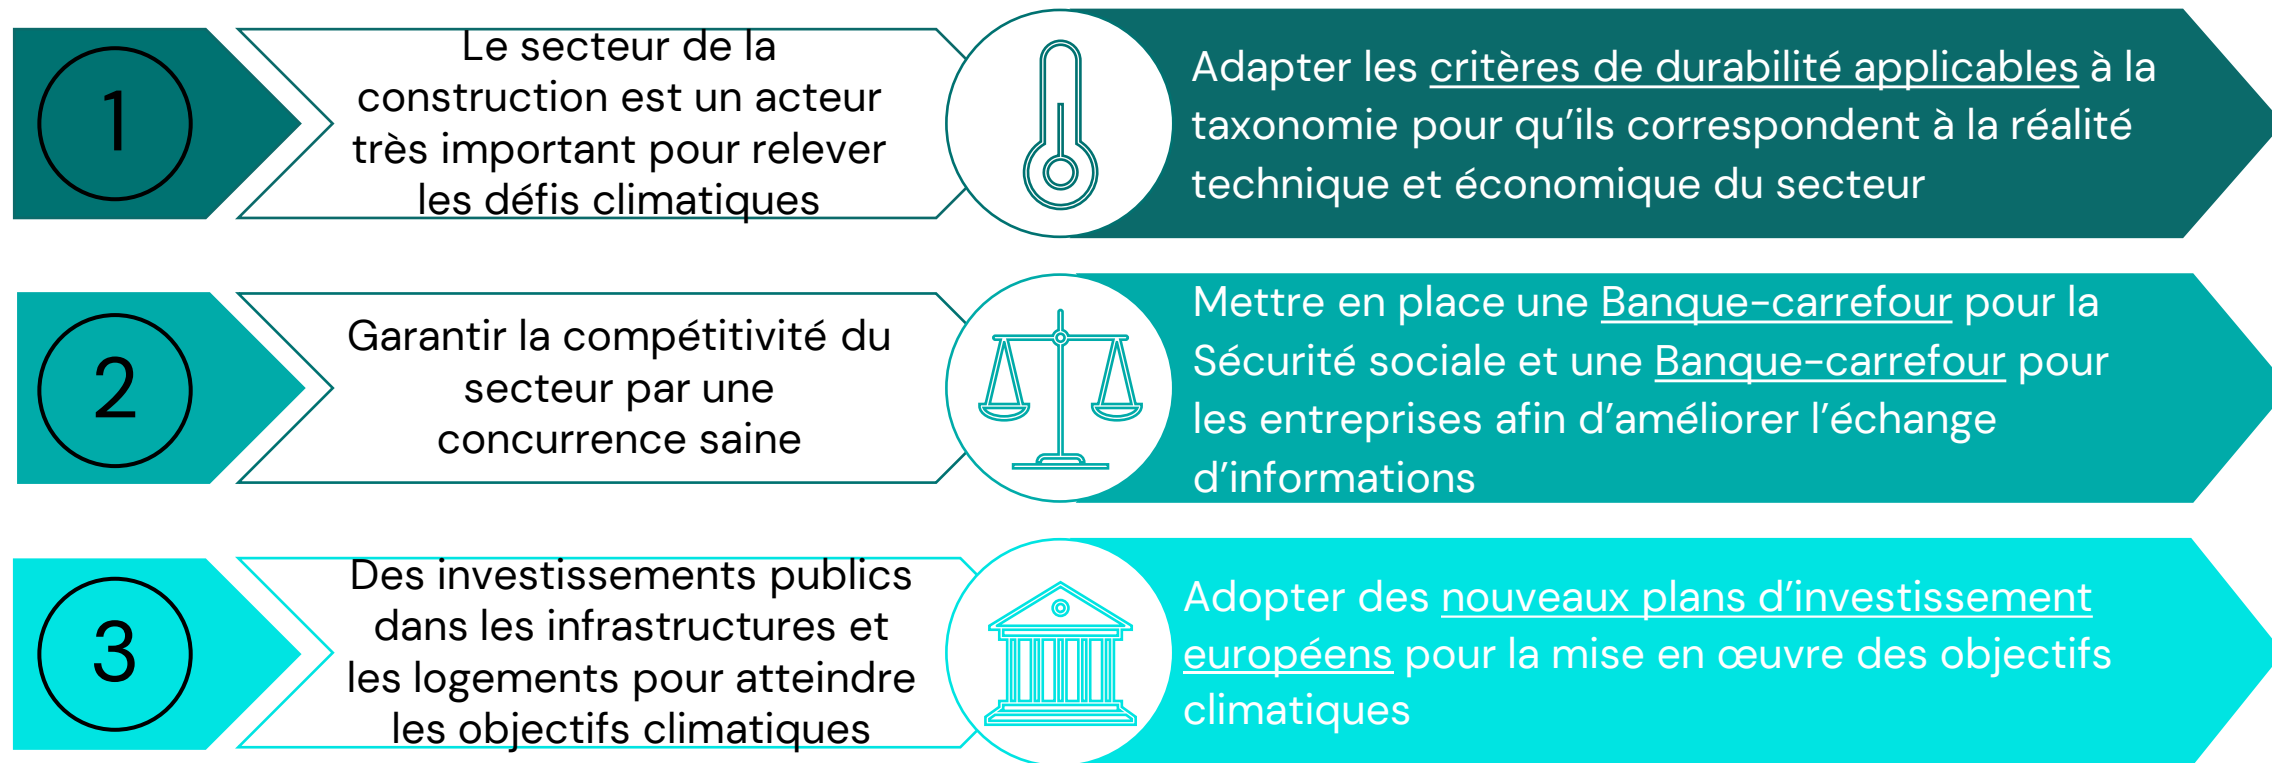 1
Le secteur de la
construction est un acteur
très important pour relever
les défis climatiques
Adapter les critères de durabilité applicables à la
taxonomie pour qu’ils correspondent à la réalité
technique et économique du secteur
2
Garantir la compétitivité du
secteur par une
concurrence saine
Mettre en place une Banque-carrefour pour la
Sécurité sociale et une Banque-carrefour pour
les entreprises afin d’améliorer l’échange
d’informations
3
Des investissements publics
dans les infrastructures et
les logements pour atteindre
les objectifs climatiques
Adopter des nouveaux plans d’investissement
européens pour la mise en œuvre des objectifs
climatiques